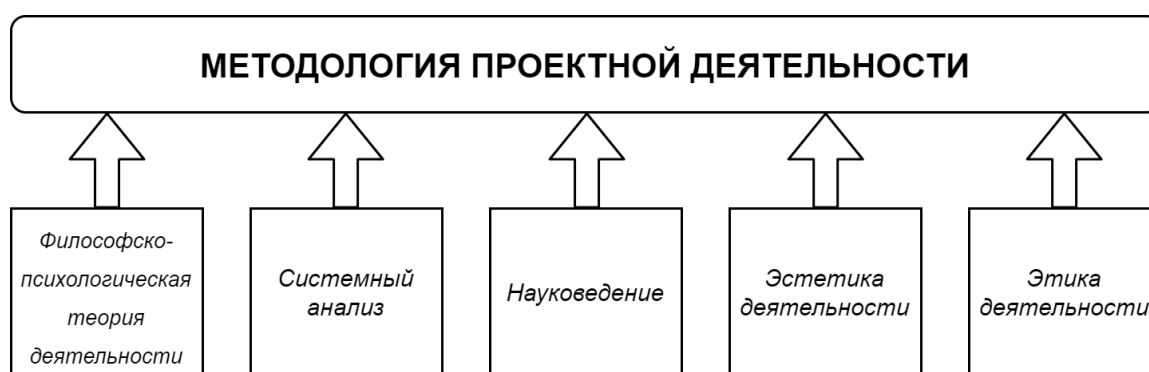 МЕТОДОЛОГИЯ ПРОЕКТНОЙ ДЕЯТЕЛЬНОСТИ
Философско-
психологическая
теория
деятельности
Системный
анализ
Науковедение
Эстетика
деятельности
Этика
деятельности